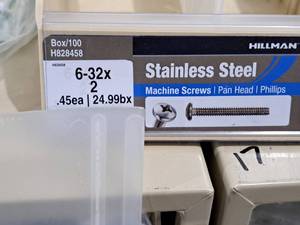 Box/100
H828458
HILLMAN
6-32x
2
.45ea | 24.99bx
Stainless Steel
Machine Screws | Pan Head / Phillips
17